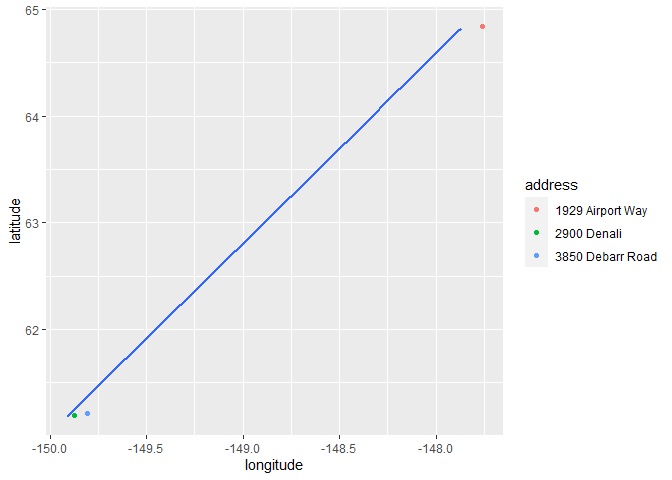 65
64
63
62
latitude
-150.0
-149.5
-149.0
-148.5
-148.0
longitude
address
1929 Airport Way
2900 Denali
3850 Debarr Road